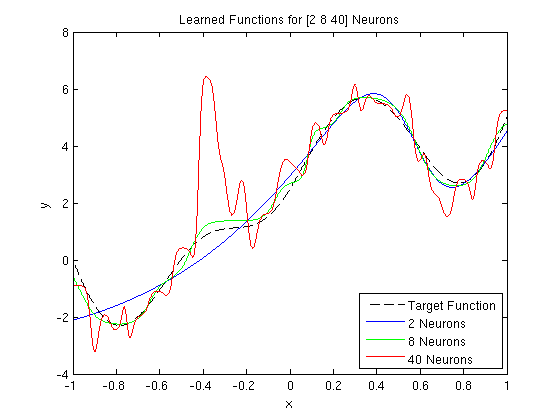 Learned Functions for [2 8 40] Neurons
8
6
4
2
0
-2
-4
y
-1
-0.8
-0.6
-0.4
-0.2
0
0.2
0.4
0.6
0.8
1
x
Target Function
2 Neurons
8 Neurons
40 Neurons